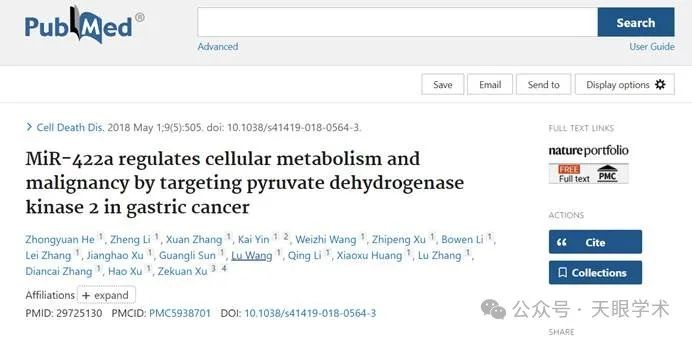 PubMed®
Search
Advanced
User Guide
Save Email Send to Display options
Cell Death Dis. 2018 May 1;9(5):505. doi: 10.1038/s41419-018-0564-3.
MiR-422a regulates cellular metabolism and
malignancy by targeting pyruvate dehydrogenase
kinase 2 in gastric cancer
Zhongyuan He 1, Zheng Li 1, Xuan Zhang 1, Kai Yin 1 2, Weizhi Wang 1, Zhipeng Xu 1, Bowen Li 1,
Lei Zhang 1, Jianghao Xu 1, Guangli Sun 1, Lu Wang 1, Qing Li 1, Xiaoxu Huang 1, Lu Zhang 1,
Diancai Zhang 1, Hao Xu 1, Zekuan Xu 3 4
Affiliations + expand
PMID: 29725130 PMCID: PMC5938701 DOI: 10.1038/s41419-018-0564-3
FULL TEXT LINKS
natureportfolio
FREE
Full text PMC
ACTIONS
Cite
Collections
SHARE
公众号·天眼学术